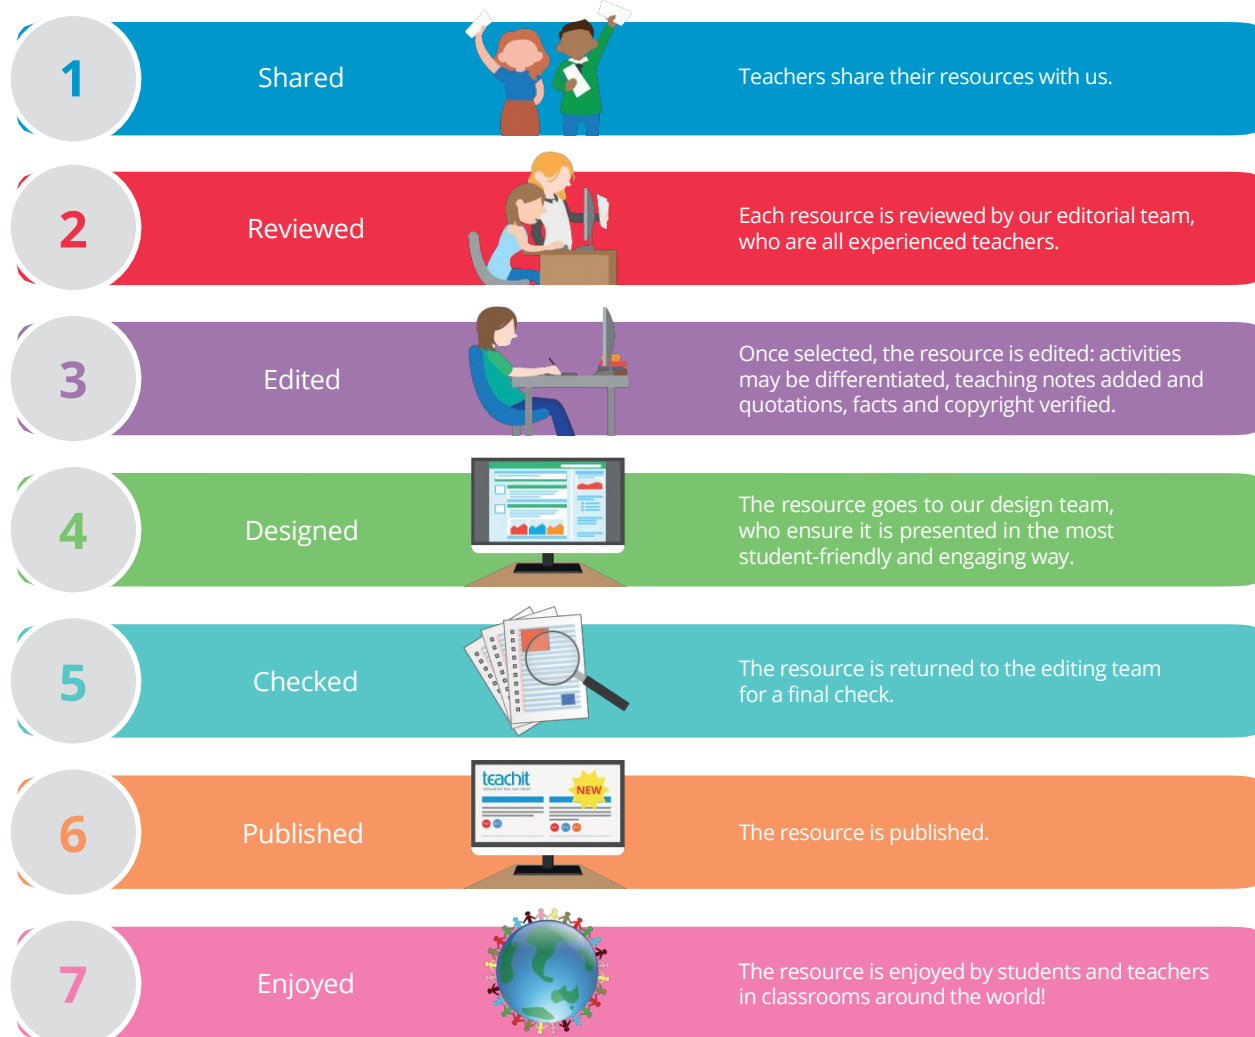 1
Shared
Teachers share their resources with us.
2
Reviewed
Each resource is reviewed by our editorial team,
who are all experienced teachers.
3
Edited
Once selected, the resource is edited: activities
may be differentiated, teaching notes added and
quotations, facts and copyright verified.
4
Designed
The resource goes to our design team,
who ensure it is presented in the most
student-friendly and engaging way.
5
Checked
The resource is returned to the editing team
for a final check.
6
Published
teachit
NEW
The resource is published.
7
Enjoyed
The resource is enjoyed by students and teachers
in classrooms around the world!